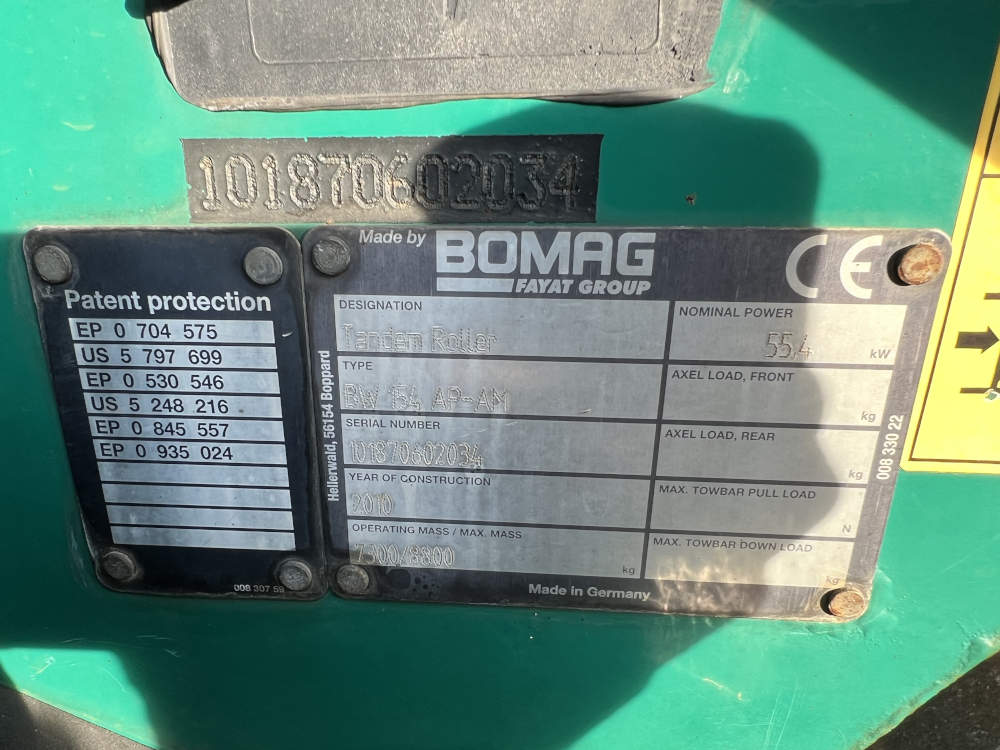 101870602034
Patent protection
EP 0 704 575
US 5 797 699
EP 0 530 546
US 5 248 216
EP 0 845 557
EP 0 935 024
008 307 59
Made by BOMAG
FAYAT GROUP
CE
Hellerwald, 56154 Boppard
DESIGNATION
Tandem Roller
NOMINAL POWER
55,4 kW
TYPE
BW 154 AP-AM
AXEL LOAD, FRONT
kg
SERIAL NUMBER
101870602034
AXEL LOAD, REAR
kg
YEAR OF CONSTRUCTION
2010
MAX. TOWBAR PULL LOAD
N
OPERATING MASS / MAX. MASS
/8800 kg
MAX. TOWBAR DOWN LOAD
kg
008 330 22
Made in Germany